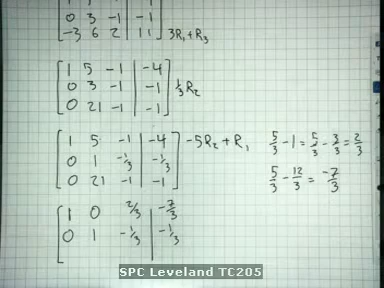 0 3 -1 | -1
-3 6 2 | 11 3R₁+R₃
1 5 -1 | -4
0 3 -1 | -1 ⅓R₂
0 21 -1 | -1
1 5 -1 | -4 -5R₂+R₁
0 1 -⅓ | -⅓
0 21 -1 | -1
5/3 - 1 = 5/3 - 3/3 = 2/3
5/3 - 12/3 = -7/3
1 0 2/3 | -7/3
0 1 -⅓ | -⅓
SPC Leveland TC205